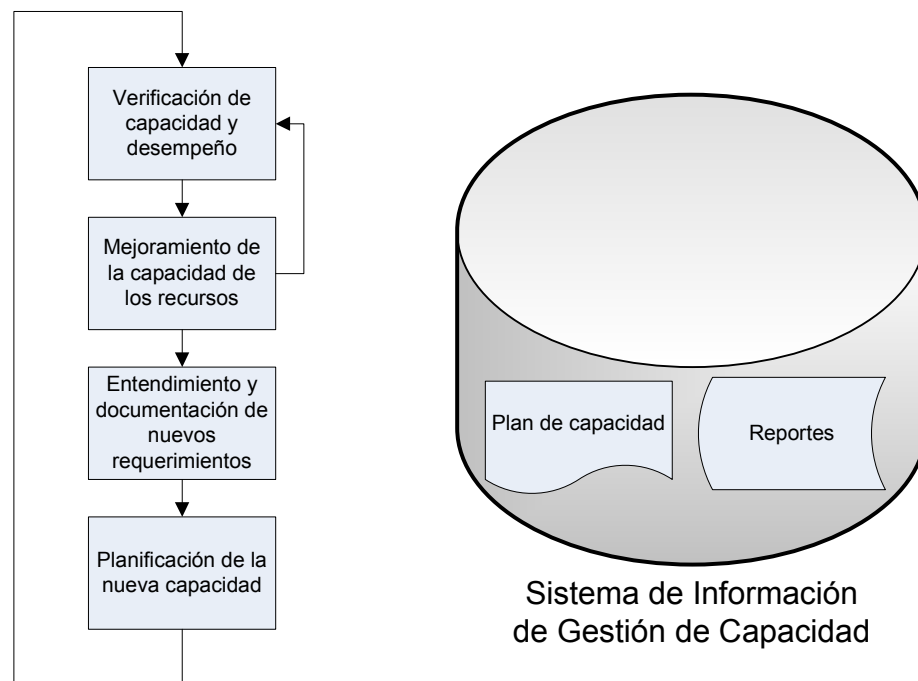 Verificación de
capacidad y
desempeño
Mejoramiento de
la capacidad de
los recursos
Entendimiento y
documentación de
nuevos
requerimientos
Planificación de la
nueva capacidad
Plan de capacidad
Reportes
Sistema de Información
de Gestión de Capacidad